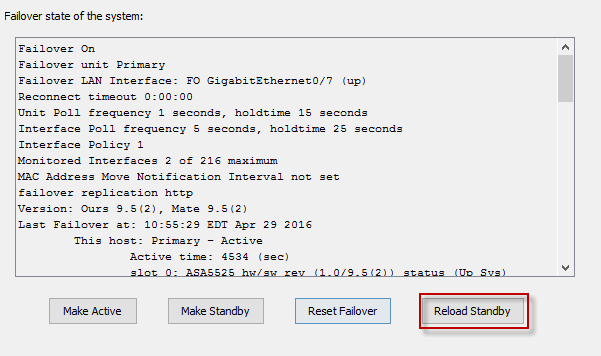 Failover state of the system:
Failover On
Failover unit Primary
Failover LAN Interface: FO GigabitEthernet0/7 (up)
Reconnect timeout 0:00:00
Unit Poll frequency 1 seconds, holdtime 15 seconds
Interface Poll frequency 5 seconds, holdtime 25 seconds
Interface Policy 1
Monitored Interfaces 2 of 216 maximum
MAC Address Move Notification Interval not set
failover replication http
Version: Ours 9.5(2), Mate 9.5(2)
Last Failover at: 10:55:29 EDT Apr 29 2016
This host: Primary - Active
Active time: 4534 (sec)
slot 0: ASA5525 hw/sw rev (1.0/9.5(2)) status (Up Sys)
Make Active Make Standby Reset Failover Reload Standby